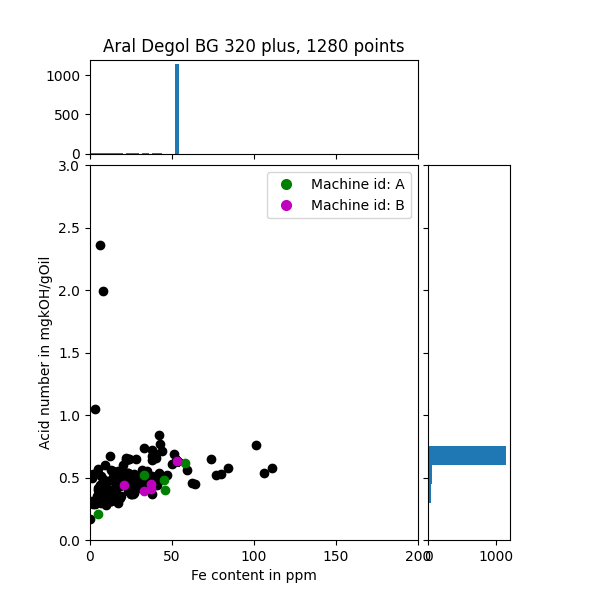 Aral Degol BG 320 plus, 1280 points
1000
500
0
3.0
2.5
2.0
1.5
1.0
0.5
0.0
Acid number in mgkOH/gOil
Machine id: A
Machine id: B
0 50 100 150 200
0 1000
Fe content in ppm